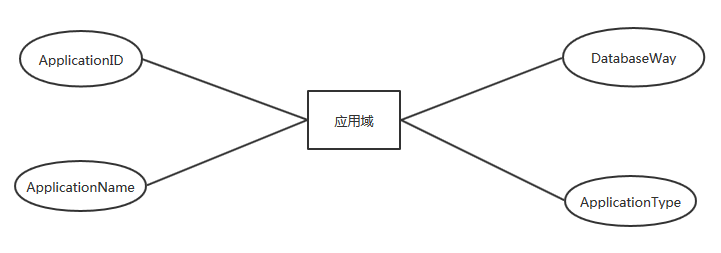 ApplicationID
DatabaseWay
应用域
ApplicationName
ApplicationType